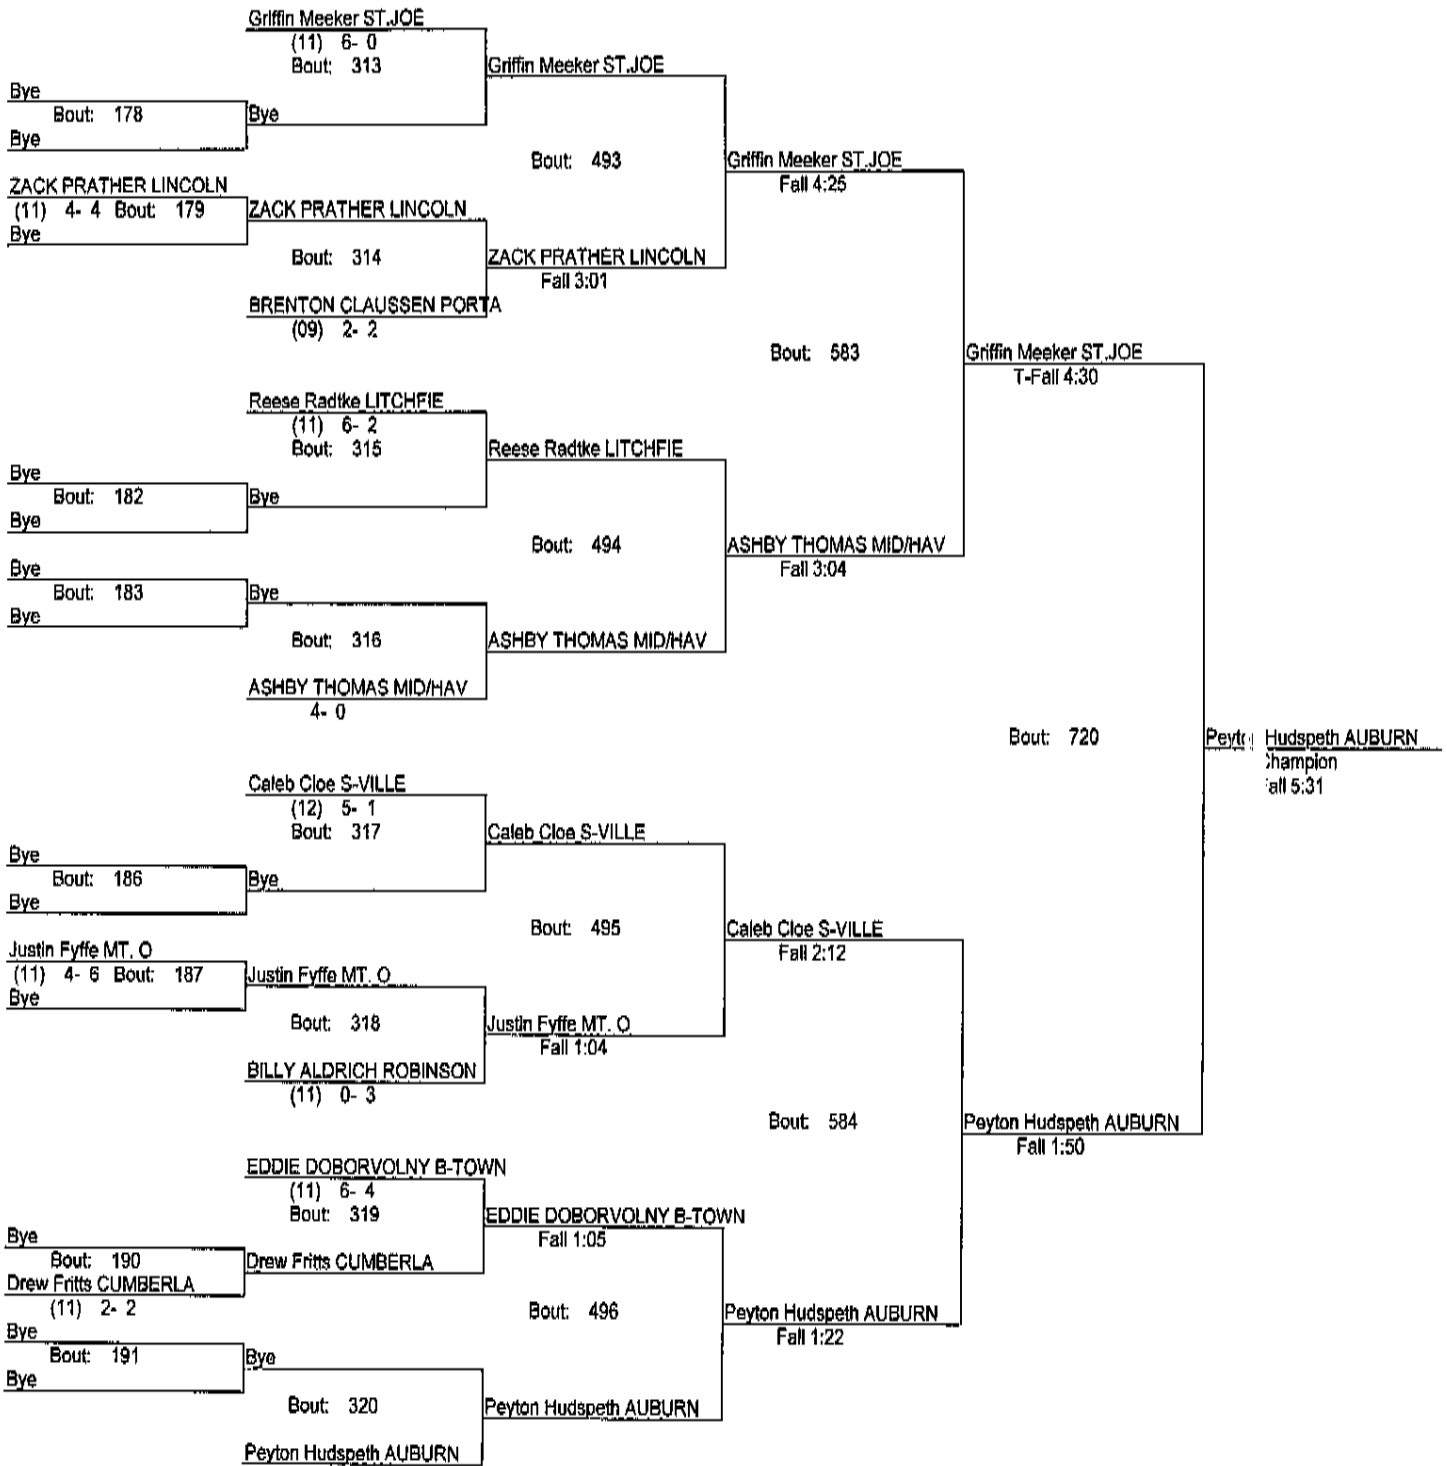 Griffin Meeker ST.JOE
(11) 6- 0
Bout: 313
Griffin Meeker ST.JOE
Bye
Bout: 178
Bye
Bye
Bout: 493
Griffin Meeker ST.JOE
Fall 4:25
ZACK PRATHER LINCOLN
(11) 4- 4 Bout: 179
Bye
ZACK PRATHER LINCOLN
Bout: 314
ZACK PRATHER LINCOLN
Fall 3:01
BRENTON CLAUSSEN PORTA
(09) 2- 2
Bout: 583
Griffin Meeker ST.JOE
T-Fall 4:30
Reese Radtke LITCHFIE
(11) 6- 2
Bout: 315
Reese Radtke LITCHFIE
Bye
Bout: 182
Bye
Bye
Bout: 494
ASHBY THOMAS MID/HAV
Fall 3:04
Bye
Bout: 183
Bye
Bye
Bout: 316
ASHBY THOMAS MID/HAV
ASHBY THOMAS MID/HAV
4- 0
Bout: 720
Hudspeth AUBURN
Caleb Cloe S-VILLE
(12) 5- 1
Bout: 317
Caleb Cloe S-VILLE
5:31
Bye
Bout: 186
Bye
Bye
Bout: 495
Caleb Cloe S-VILLE
Fall 2:12
Justin Fyffe MT. O
(11) 4- 6 Bout: 187
Bye
Justin Fyffe MT. O
Bout: 318
Justin Fyffe MT. O
Fall 1:04
BILLY ALDRICH ROBINSON
(11) 0- 3
Bout: 584
Peyton Hudspeth AUBURN
Fall 1:50
EDDIE DOBORVOLNY B-TOWN
(11) 6- 4
Bout: 319
EDDIE DOBORVOLNY B-TOWN
Fall 1:05
Bye
Bout: 190
Drew Fritts CUMBERLA
(11) 2- 2
Drew Fritts CUMBERLA
Bout: 496
Peyton Hudspeth AUBURN
Fall 1:22
Bye
Bout: 191
Bye
Bye
Bout: 320
Peyton Hudspeth AUBURN
Peyton Hudspeth AUBURN